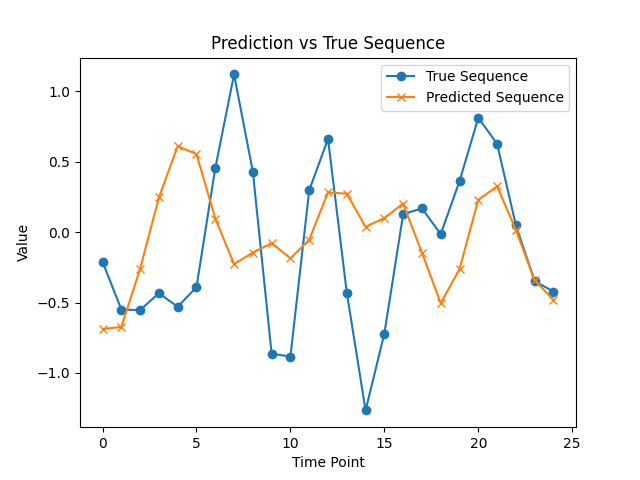 Prediction vs True Sequence
True Sequence
Predicted Sequence
1.0
0.5
0.0
−0.5
−1.0
Value
0
5
10
15
20
25
Time Point